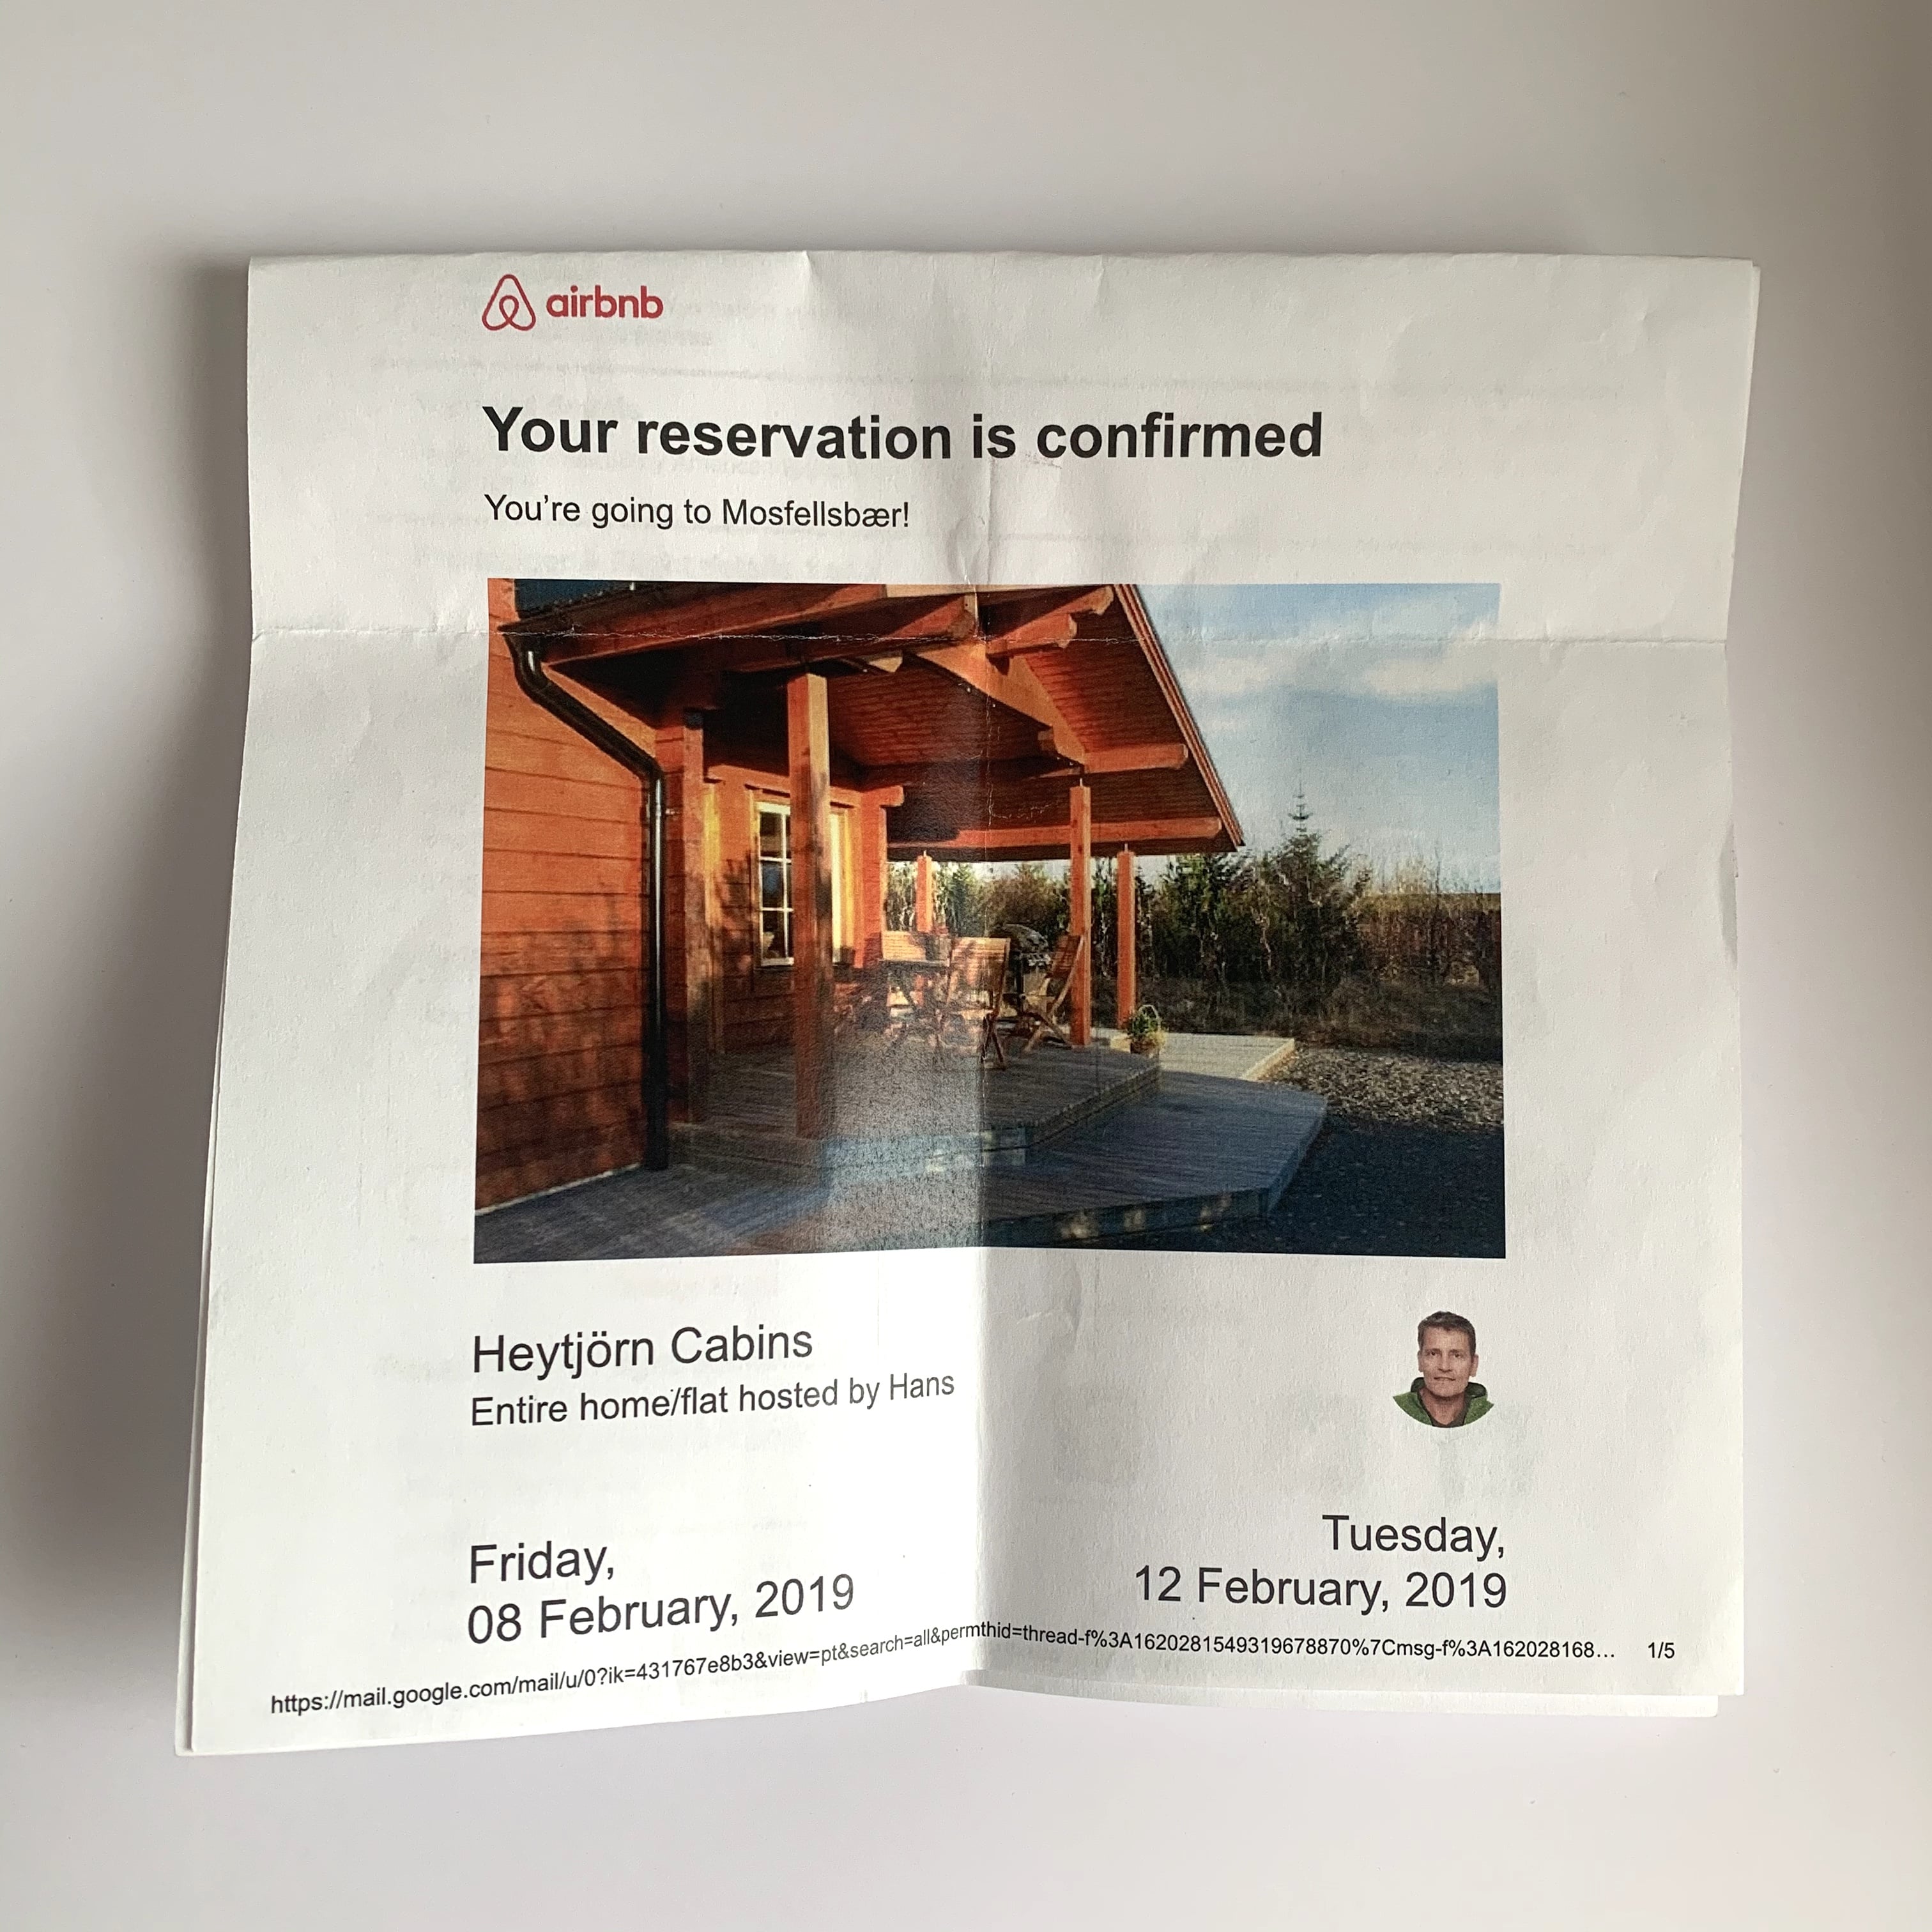 airbnb
Your reservation is confirmed
You're going to Mosfellsbær!
Heytjörn Cabins
Entire home/flat hosted by Hans
Friday,
08 February, 2019
Tuesday,
12 February, 2019
https://mail.google.com/mail/u/0?ik=431767e8b3&view=pt&search=all&permthid=thread-f%3A1620281549319678870%7Cmsg-f%3A162028168... 1/5